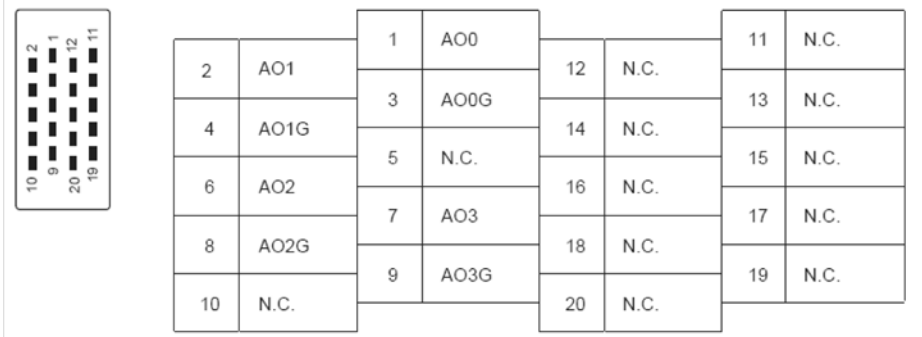 2 1 12 11
10 9 20 19
1 AO0
11 N.C.
2 AO1
12 N.C.
3 AO0G
13 N.C.
4 AO1G
14 N.C.
5 N.C.
15 N.C.
6 AO2
16 N.C.
7 AO3
17 N.C.
8 AO2G
18 N.C.
9 AO3G
19 N.C.
10 N.C.
20 N.C.